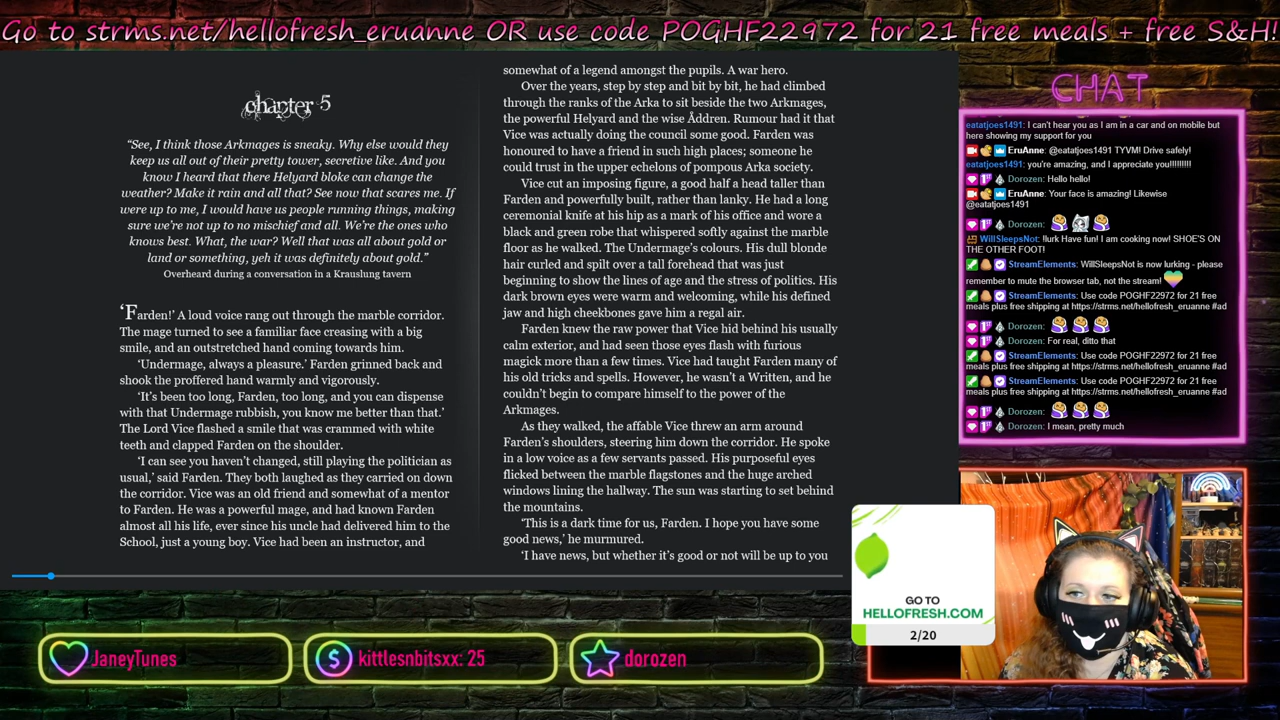 Go to strms.net/hellofresh_eruanne OR use code POGHF22972 for 21 free meals + free S&H!
chapter 5
“See, I think those Arkmages is sneaky. Why else would they
keep us all out of their pretty tower, secretive like. And you
know I heard that there Helyard bloke can change the
weather? Make it rain and all that? See now that scares me. If
were up to me, I would have us people running things, making
sure we're not up to no mischief and all. We're the ones who
knows best. What, the war? Well that was all about gold or
land or something, yeh it was definitely about gold.”
Overheard during a conversation in a Krauslung tavern
‘Farden!’ A loud voice rang out through the marble corridor.
The mage turned to see a familiar face creasing with a big
smile, and an outstretched hand coming towards him.
‘Undermage, always a pleasure.’ Farden grinned back and
shook the proffered hand warmly and vigorously.
‘It's been too long, Farden, too long, and you can dispense
with that Undermage rubbish, you know me better than that.’
The Lord Vice flashed a smile that was crammed with white
teeth and clapped Farden on the shoulder.
‘I can see you haven't changed, still playing the politician as
usual,’ said Farden. They both laughed as they carried on down
the corridor. Vice was an old friend and somewhat of a mentor
to Farden. He was a powerful mage, and had known Farden
almost all his life, ever since his uncle had delivered him to the
School, just a young boy. Vice had been an instructor, and
somewhat of a legend amongst the pupils. A war hero.
Over the years, step by step and bit by bit, he had climbed
through the ranks of the Arka to sit beside the two Arkmages,
the powerful Helyard and the wise Åddren. Rumour had it that
Vice was actually doing the council some good. Farden was
honoured to have a friend in such high places; someone he
could trust in the upper echelons of pompous Arka society.
Vice cut an imposing figure, a good half a head taller than
Farden and powerfully built, rather than lanky. He had a long
ceremonial knife at his hip as a mark of his office and wore a
black and green robe that whispered softly against the marble
floor as he walked. The Undermage's colours. His dull blonde
hair curled and spilt over a tall forehead that was just
beginning to show the lines of age and the stress of politics. His
dark brown eyes were warm and welcoming, while his defined
jaw and high cheekbones gave him a regal air.
Farden knew the raw power that Vice hid behind his usually
calm exterior, and had seen those eyes flash with furious
magick more than a few times. Vice had taught Farden many of
his old tricks and spells. However, he wasn't a Written, and he
couldn't begin to compare himself to the power of the
Arkmages.
As they walked, the affable Vice threw an arm around
Farden's shoulders, steering him down the corridor. He spoke
in a low voice as a few servants passed. His purposeful eyes
flicked between the marble flagstones and the huge arched
windows lining the hallway. The sun was starting to set behind
the mountains.
‘This is a dark time for us, Farden. I hope you have some
good news,’ he murmured.
‘I have news, but whether it's good or not will be up to you
CHAT
eatatjoes1491: I can't hear you as I am in a car and on mobile but
here showing my support for you
EruAnne: @eatatjoes1491 TYVM! Drive safely!
eatatjoes1491: you're amazing, and I appreciate you!!!!!!!!!
Dorozen: Hello hello!
EruAnne: Your face is amazing! Likewise
@eatatjoes1491
Dorozen:
WillSleepsNot: !lurk Have fun! I am cooking now! SHOE'S ON
THE OTHER FOOT!
StreamElements: WillSleepsNot is now lurking - please
remember to mute the browser tab, not the stream!
StreamElements: Use code POGHF22972 for 21 free
meals plus free shipping at https://strms.net/hellofresh_eruanne #ad
Dorozen:
Dorozen: For real, ditto that
StreamElements: Use code POGHF22972 for 21 free
meals plus free shipping at https://strms.net/hellofresh_eruanne #ad
StreamElements: Use code POGHF22972 for 21 free
meals plus free shipping at https://strms.net/hellofresh_eruanne #ad
Dorozen:
Dorozen: I mean, pretty much
GO TO
HELLOFRESH.COM
2/20
JaneyTunes
kittlesnbitsxx: 25
dorozen